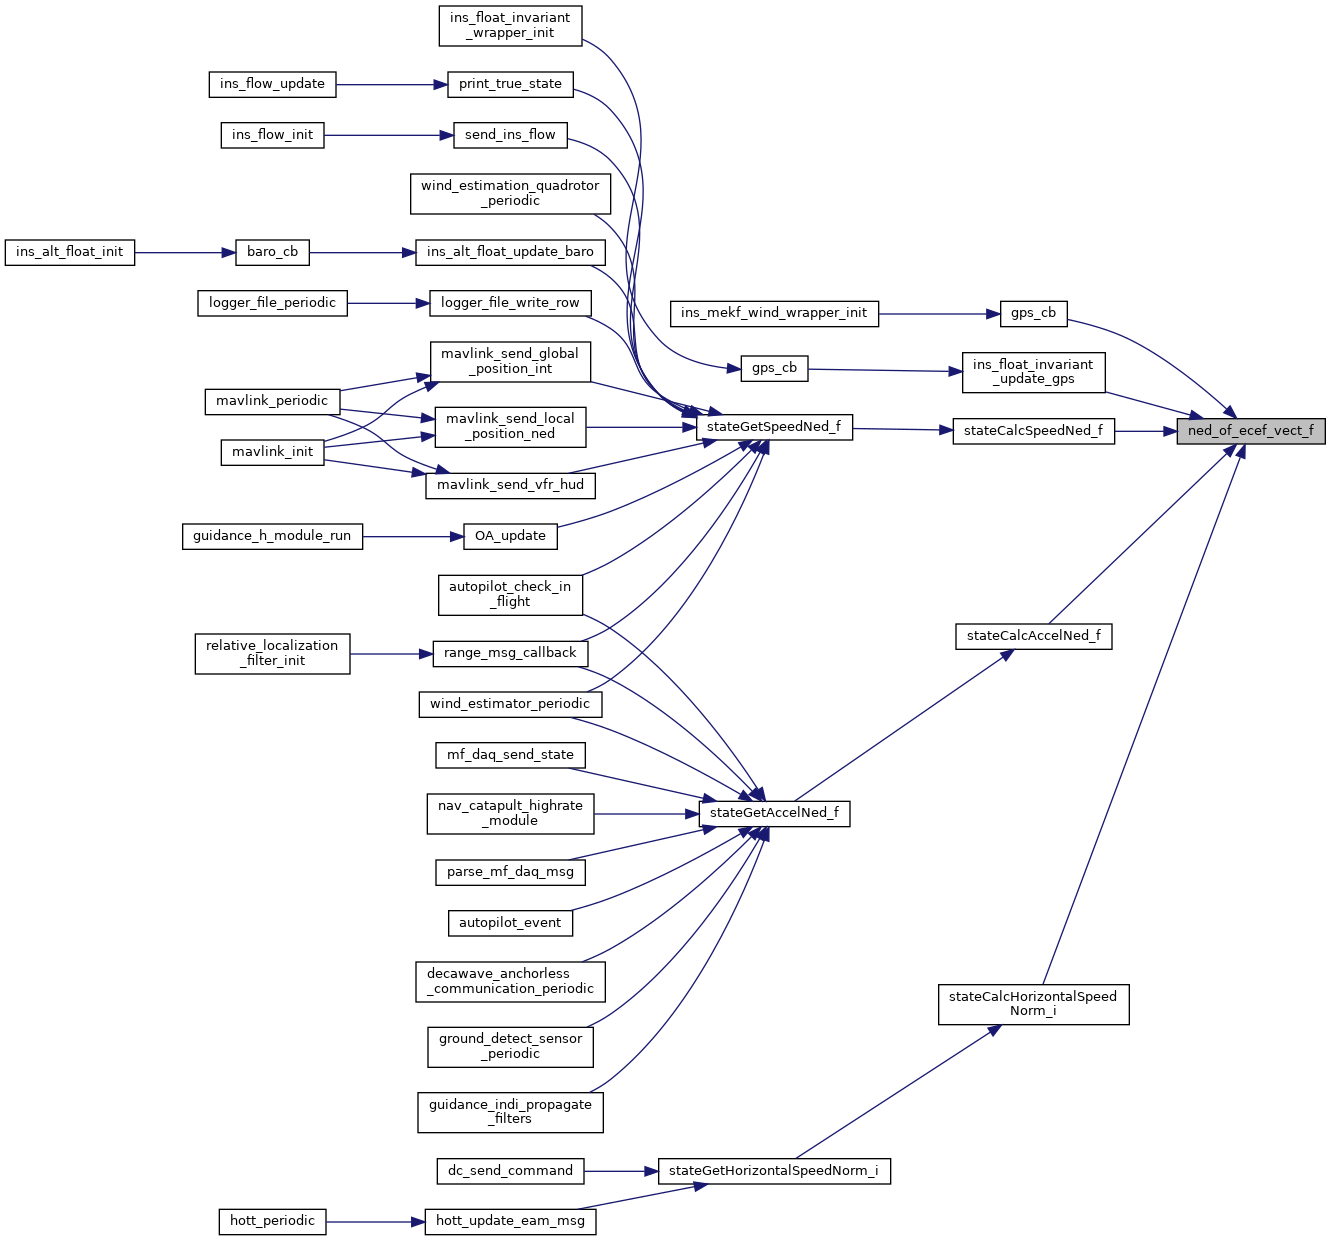 ins_float_invariant
_wrapper_init
ins_flow_update
print_true_state
ins_flow_init
send_ins_flow
wind_estimation_quadrotor
_periodic
ins_alt_float_init
baro_cb
ins_alt_float_update_baro
logger_file_periodic
logger_file_write_row
ins_mekf_wind_wrapper_init
gps_cb
mavlink_send_global
_position_int
gps_cb
ins_float_invariant
_update_gps
mavlink_periodic
mavlink_send_local
_position_ned
stateGetSpeedNed_f
stateCalcSpeedNed_f
ned_of_ecef_vect_f
mavlink_init
mavlink_send_vfr_hud
guidance_h_module_run
OA_update
autopilot_check_in
_flight
relative_localization
_filter_init
range_msg_callback
stateCalcAccelNed_f
wind_estimator_periodic
mf_daq_send_state
nav_catapult_highrate
_module
stateGetAccelNed_f
parse_mf_daq_msg
autopilot_event
decawave_anchorless
_communication_periodic
stateCalcHorizontalSpeed
Norm_i
ground_detect_sensor
_periodic
guidance_indi_propagate
_filters
dc_send_command
stateGetHorizontalSpeedNorm_i
hott_periodic
hott_update_eam_msg